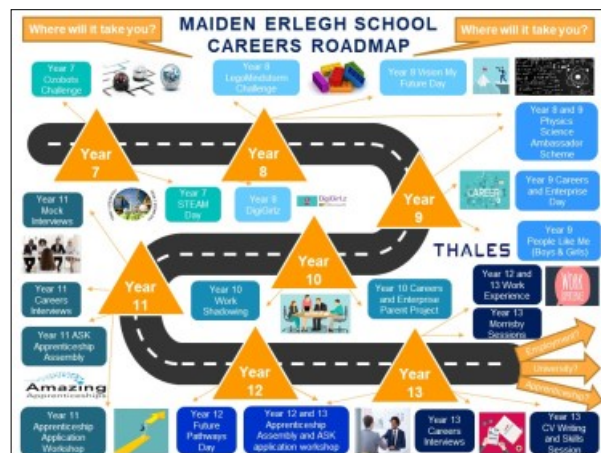 Where will it take you?
MAIDEN ERLEGH SCHOOL
CAREERS ROADMAP
Where will it take you?
Year 7
Ozobots
Challenge
Year 8
LegoMindstorm
Challenge
Year 9 Vision My
Future Day
Year 8 and 9
Physics
Science
Ambassador
Scheme
Year
7
Year
8
Year
9
Year 7
STEAM
Day
Year 8
DigiGirlz
DigiGirlz
CAREER
Year 9 Careers
and Enterprise
Day
Year 11
Mock
Interviews
THALES
Year 9
People Like Me
(Boys & Girls)
Year
10
Year
11
Year 11
Careers
Interviews
Year 10
Work
Shadowing
Year 10 Careers
and Enterprise
Parent Project
Year 12 and
13 Work
Experience
WORK
Year 13
Morrisby
Sessions
Year 11 ASK
Apprenticeship
Assembly
Amazing
Apprenticeships
Year
12
Year
13
Employment?
University?
Apprenticeship?
Year 11
Apprenticeship
Application
Workshop
Year 12
Future
Pathways
Day
Year 12 and 13
Apprenticeship
Assembly and ASK
application workshop
Year 13
Careers
Interviews
Year 13
CV Writing
and Skills
Session